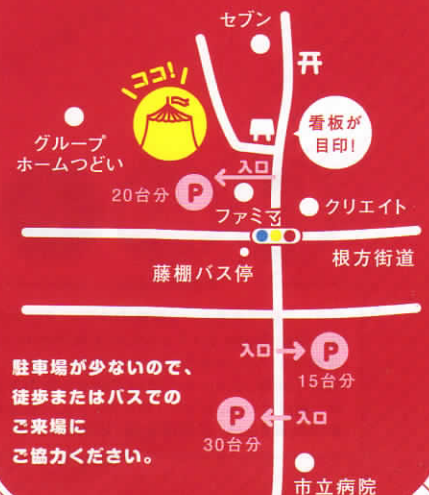 セブン
ココ!
看板が
目印!
グループ
ホームつどい
入口
20台分
P
ファミマ
クリエイト
藤棚バス停
根方街道
入口
P
15台分
駐車場が少ないので、
徒歩またはバスでの
ご来場に
ご協力ください。
P
入口
30台分
市立病院